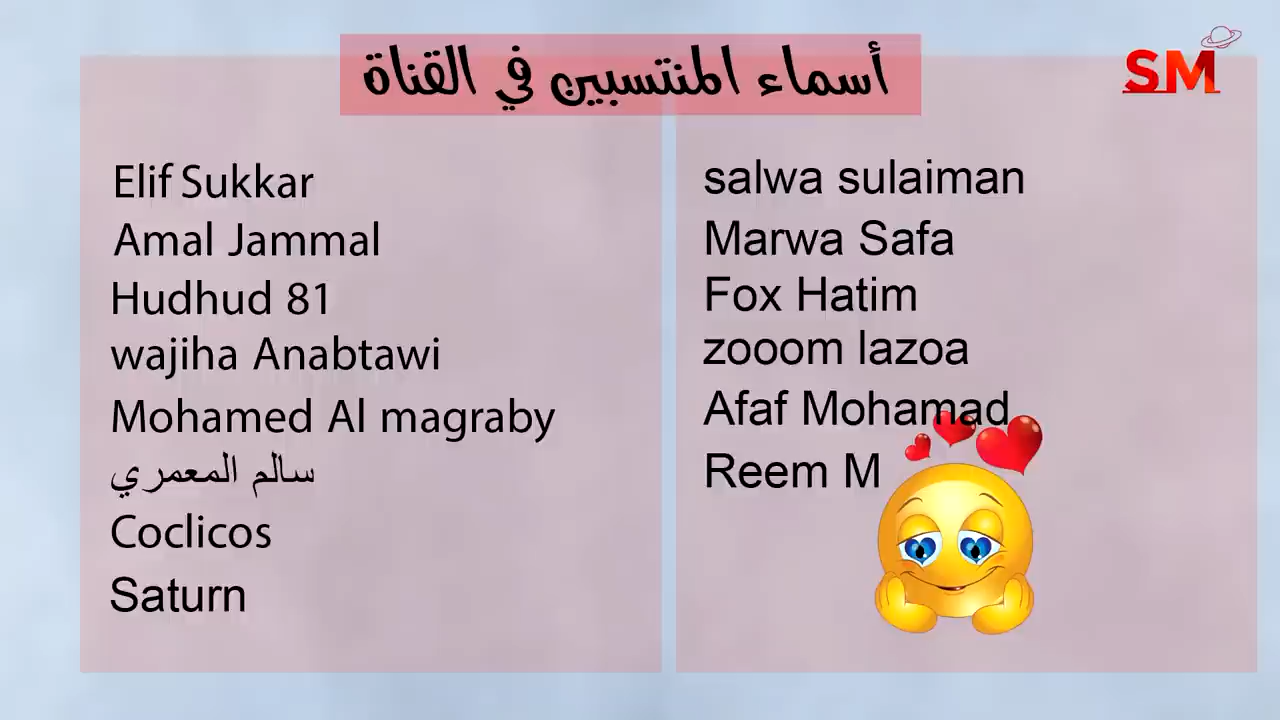 أسماء المنتسبين في القناة
SM
Elif Sukkar
Amal Jammal
Hudhud 81
wajiha Anabtawi
Mohamed Al magraby
سالم المعمري
Coclicos
Saturn
salwa sulaiman
Marwa Safa
Fox Hatim
zooom lazoa
Afaf Mohamad
Reem M